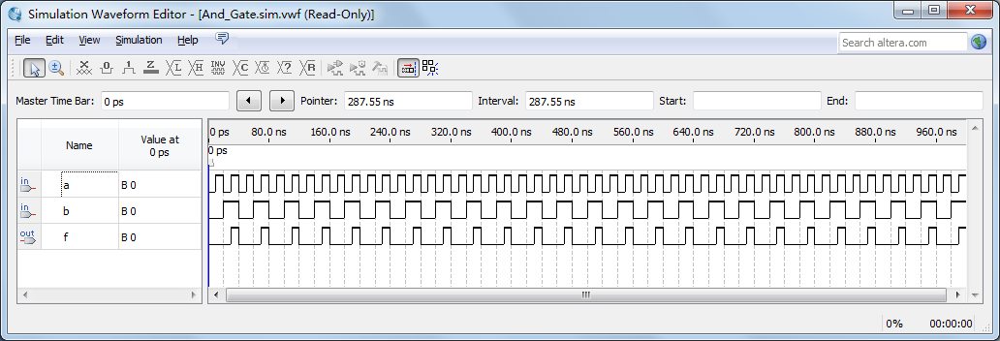 Simulation Waveform Editor - [And_Gate.sim.vwf (Read-Only)]
File Edit View Simulation Help
Search altera.com
Master Time Bar: 0 ps Pointer: 287.55 ns Interval: 287.55 ns Start: End:
Name Value at 0 ps
0 ps 80.0 ns 160.0 ns 240.0 ns 320.0 ns 400.0 ns 480.0 ns 560.0 ns 640.0 ns 720.0 ns 800.0 ns 880.0 ns 960.0 ns
0 ps
in a B 0
in b B 0
out f B 0
0% 00:00:00